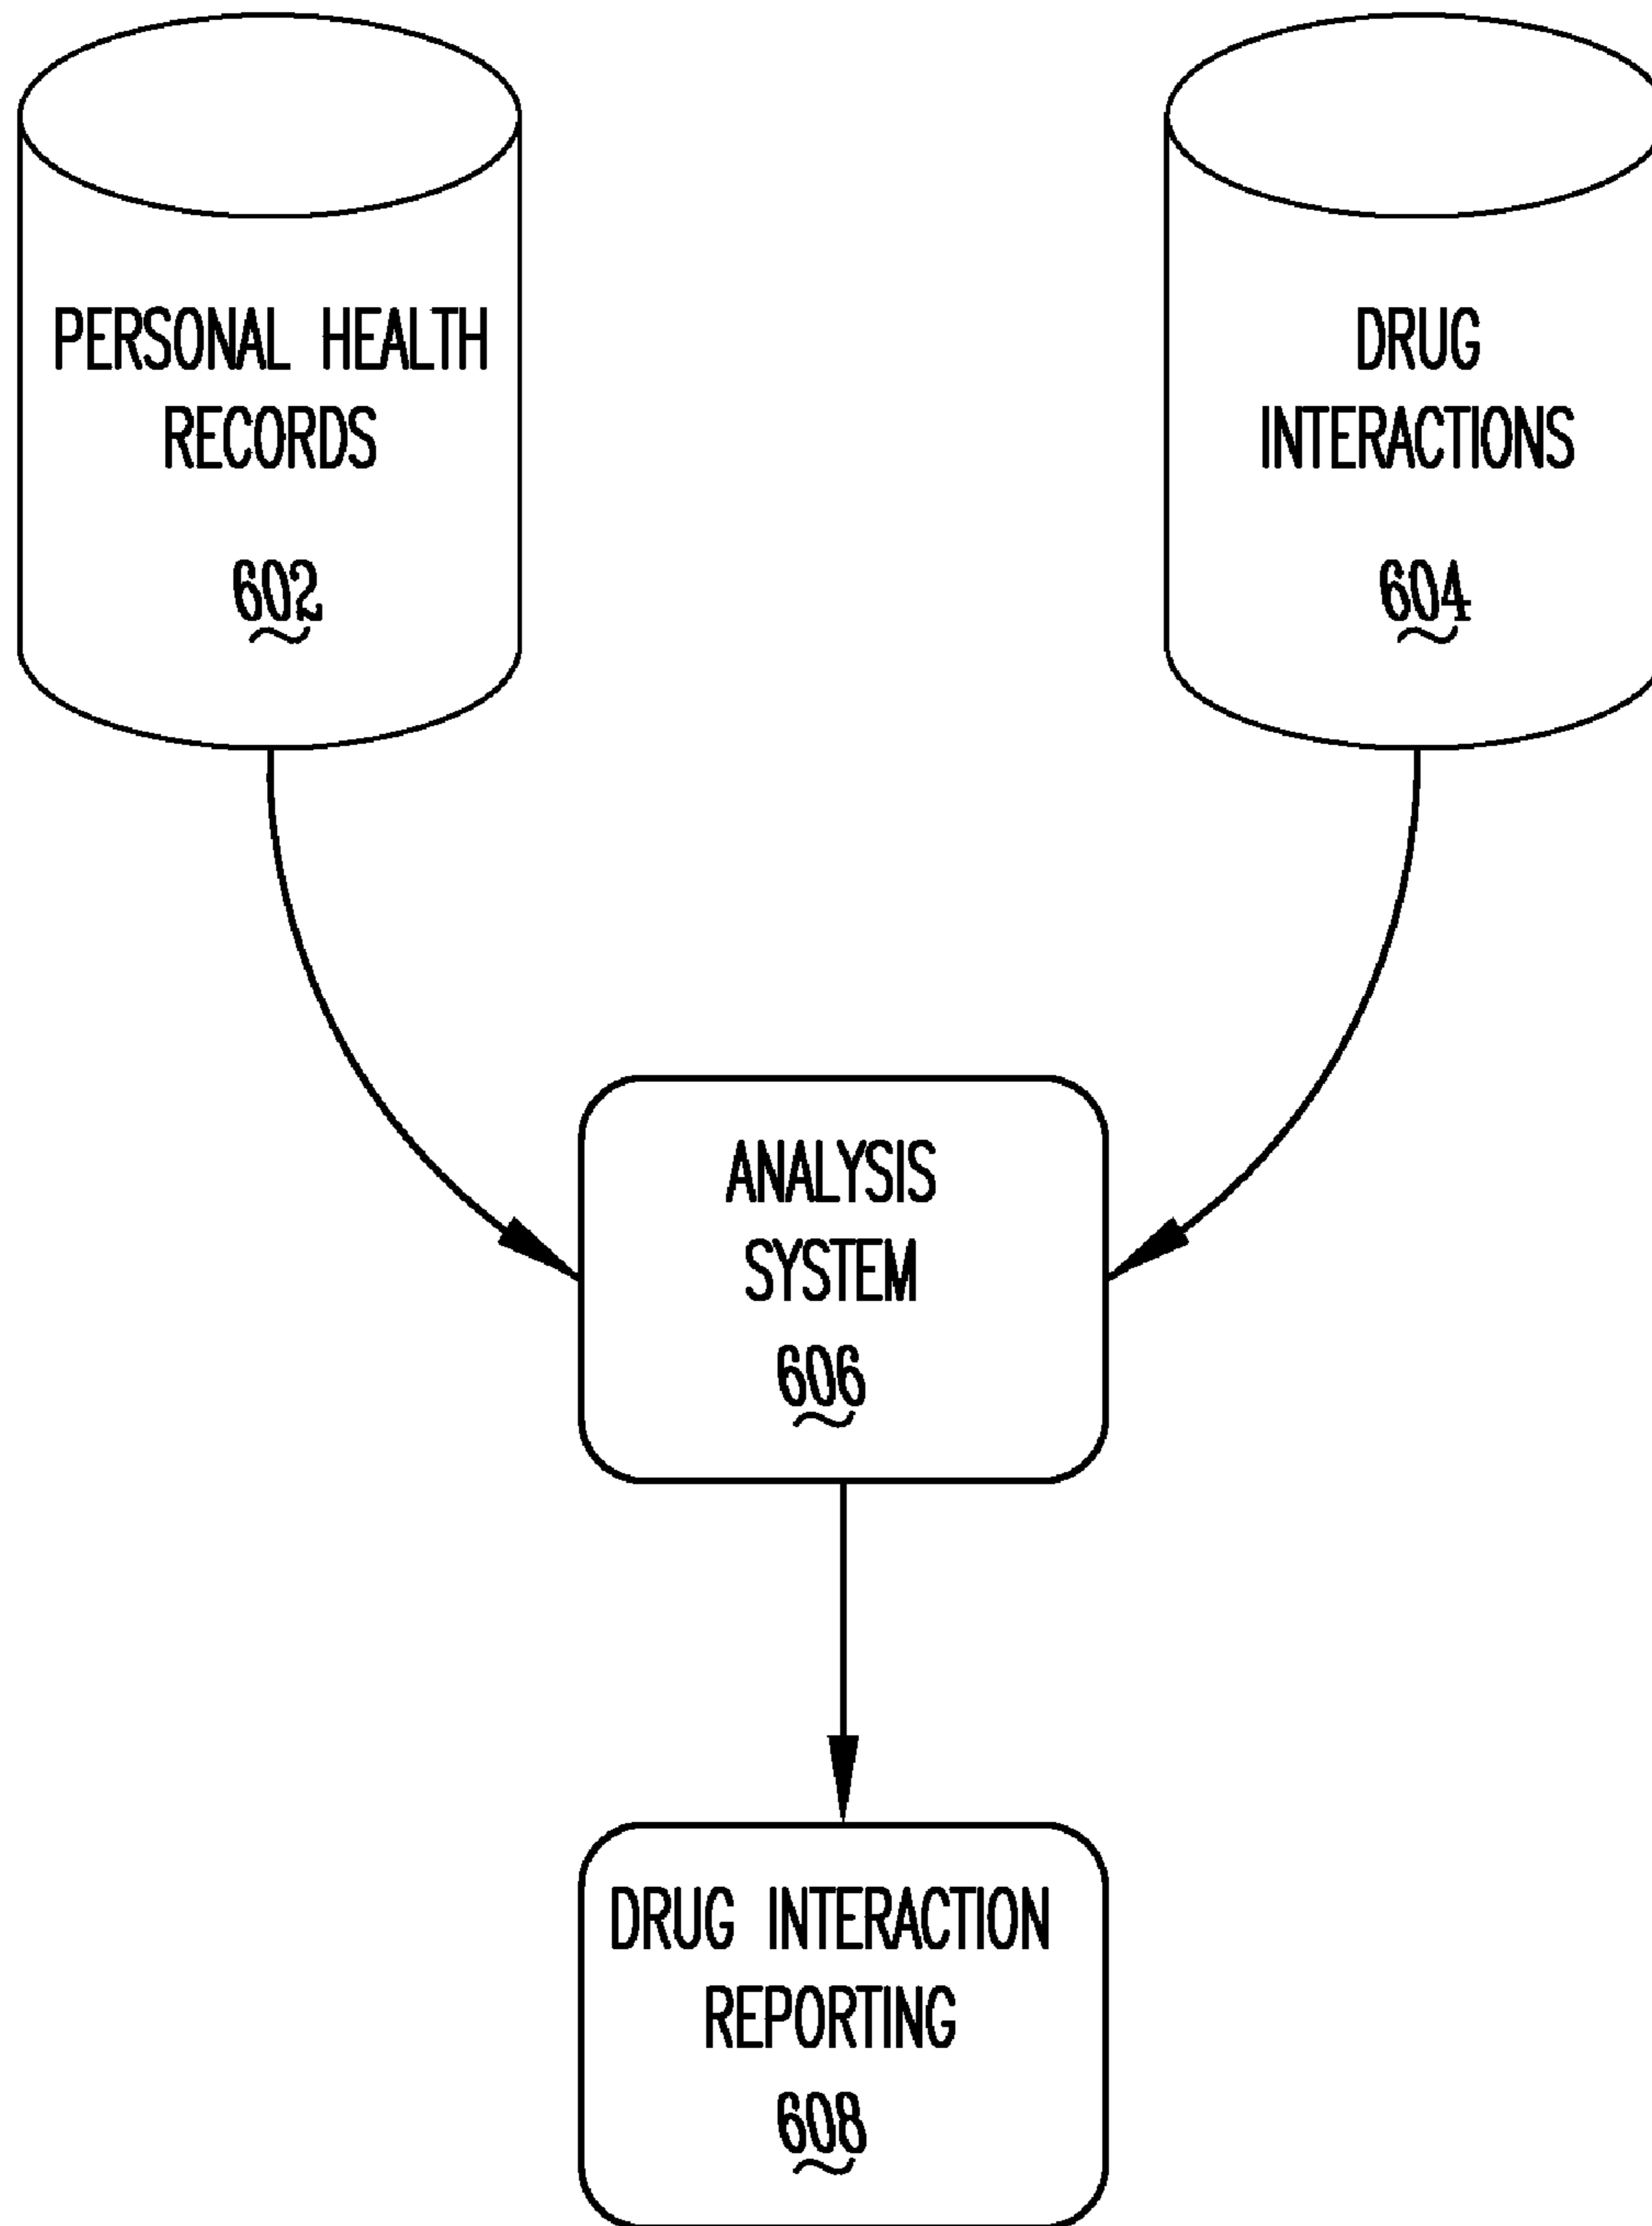 PERSONAL HEALTH
RECORDS
602
DRUG
INTERACTIONS
604
ANALYSIS
SYSTEM
606
DRUG INTERACTION
REPORTING
608